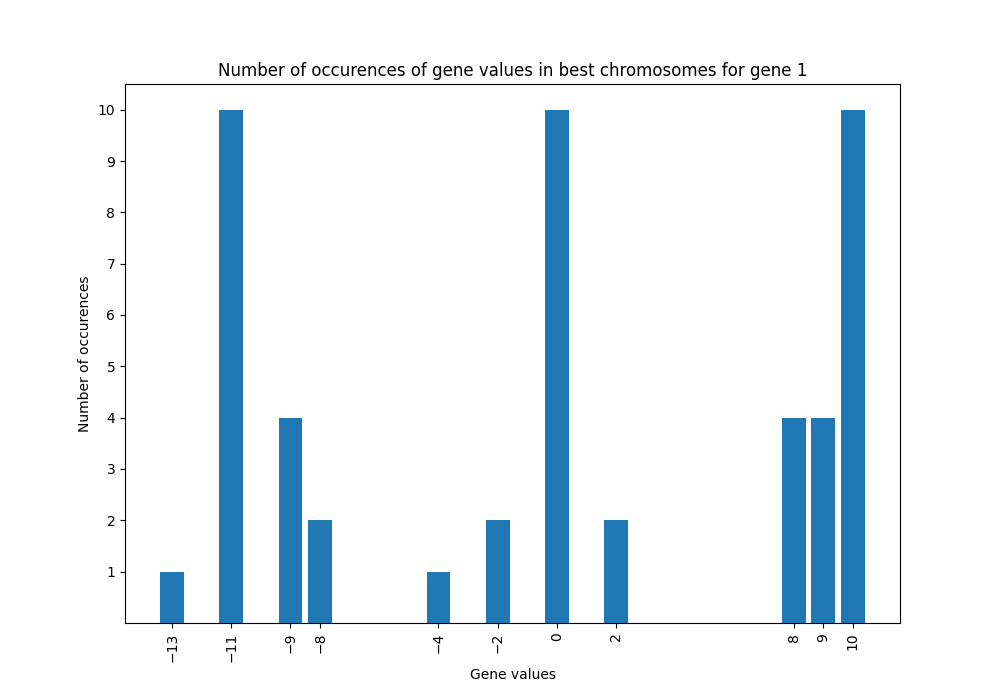 Number of occurences of gene values in best chromosomes for gene 1
10
9
8
7
6
5
4
3
2
1
Number of occurences
−13 −11 −9 −8 −4 −2 0 2 8 9 10
Gene values